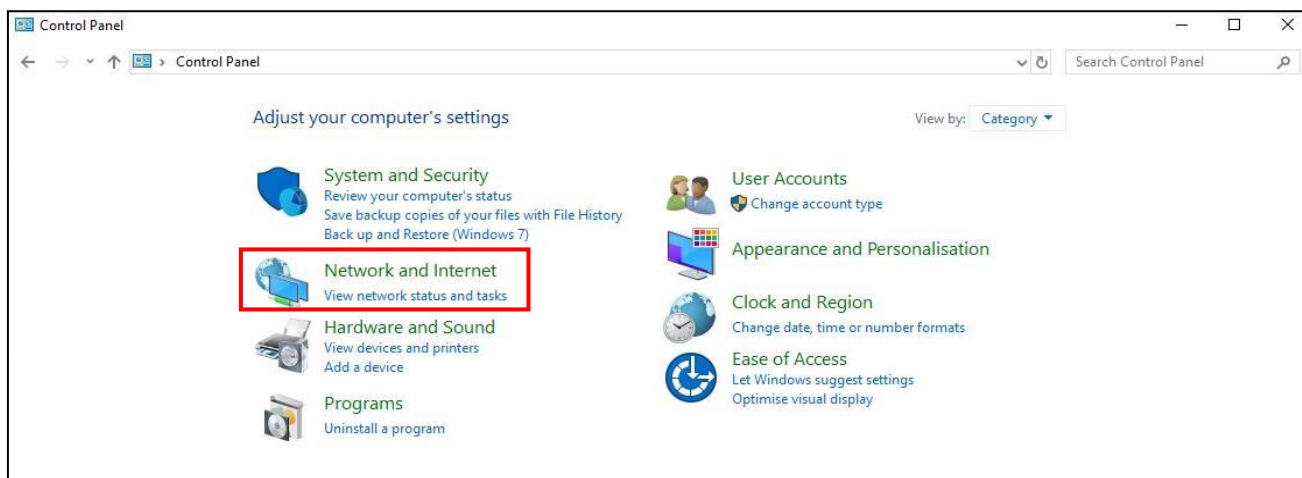 Control Panel
Control Panel
Search Control Panel
Adjust your computer's settings
View by: Category
System and Security
Review your computer's status
Save backup copies of your files with File History
Back up and Restore (Windows 7)
Network and Internet
View network status and tasks
Hardware and Sound
View devices and printers
Add a device
Programs
Uninstall a program
User Accounts
Change account type
Appearance and Personalisation
Clock and Region
Change date, time or number formats
Ease of Access
Let Windows suggest settings
Optimise visual display